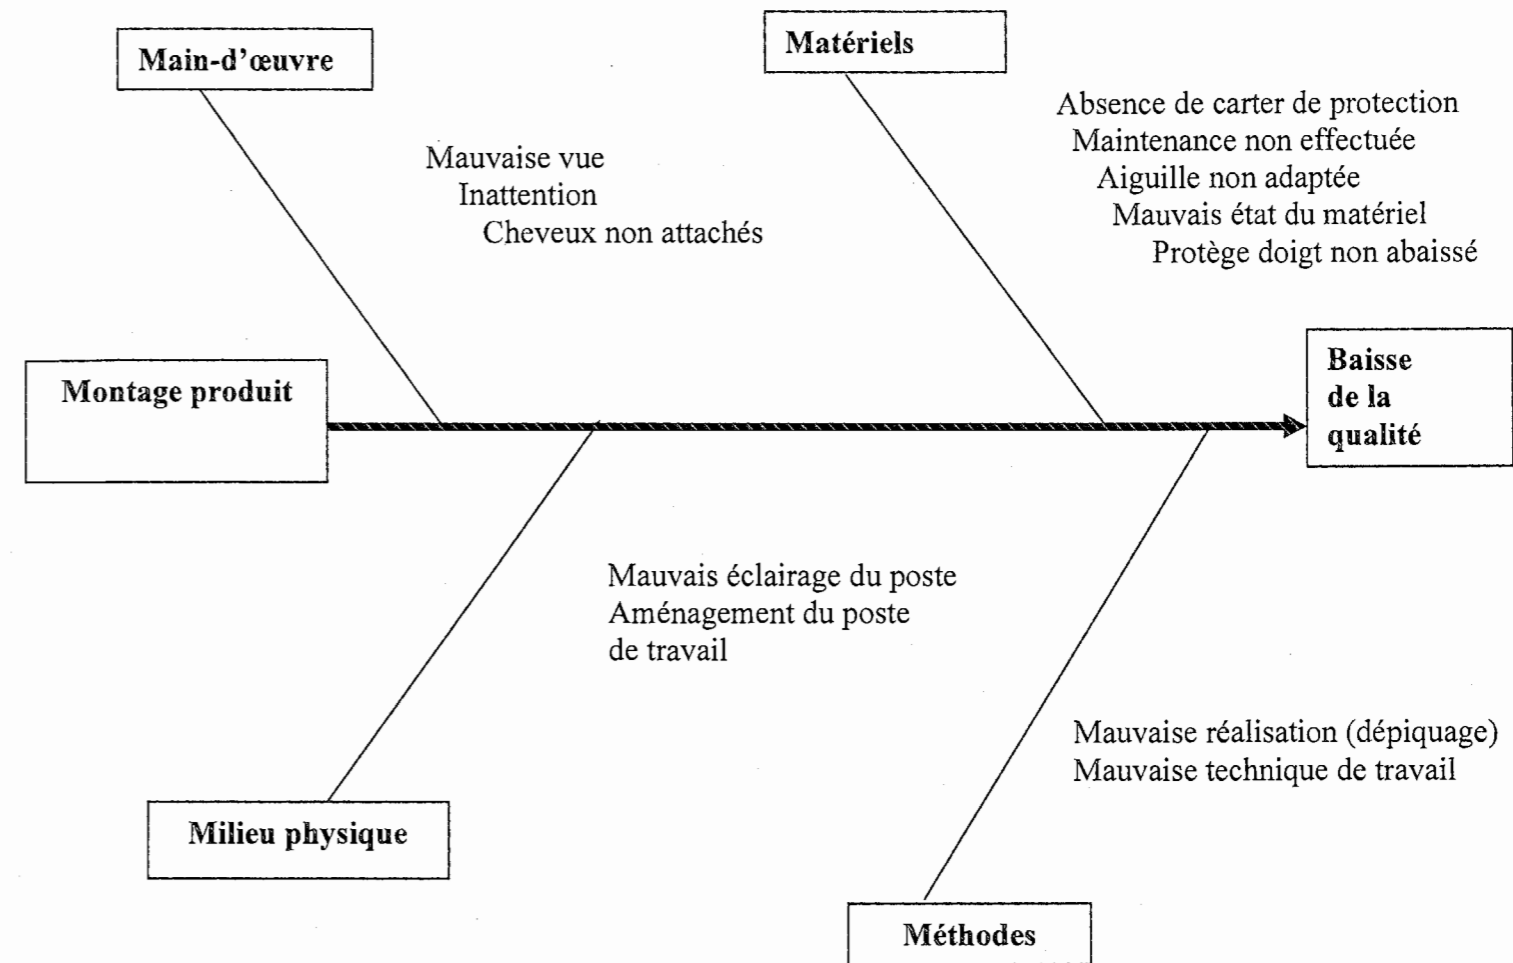 Main-d'œuvre
Matériels
Absence de carter de protection
Maintenance non effectuée
Aiguille non adaptée
Mauvais état du matériel
Protège doigt non abaissé
Mauvaise vue
Inattention
Cheveux non attachés
Montage produit
Baisse
de la
qualité
Mauvais éclairage du poste
Aménagement du poste
de travail
Mauvaise réalisation (dépiquage)
Mauvaise technique de travail
Milieu physique
Méthodes